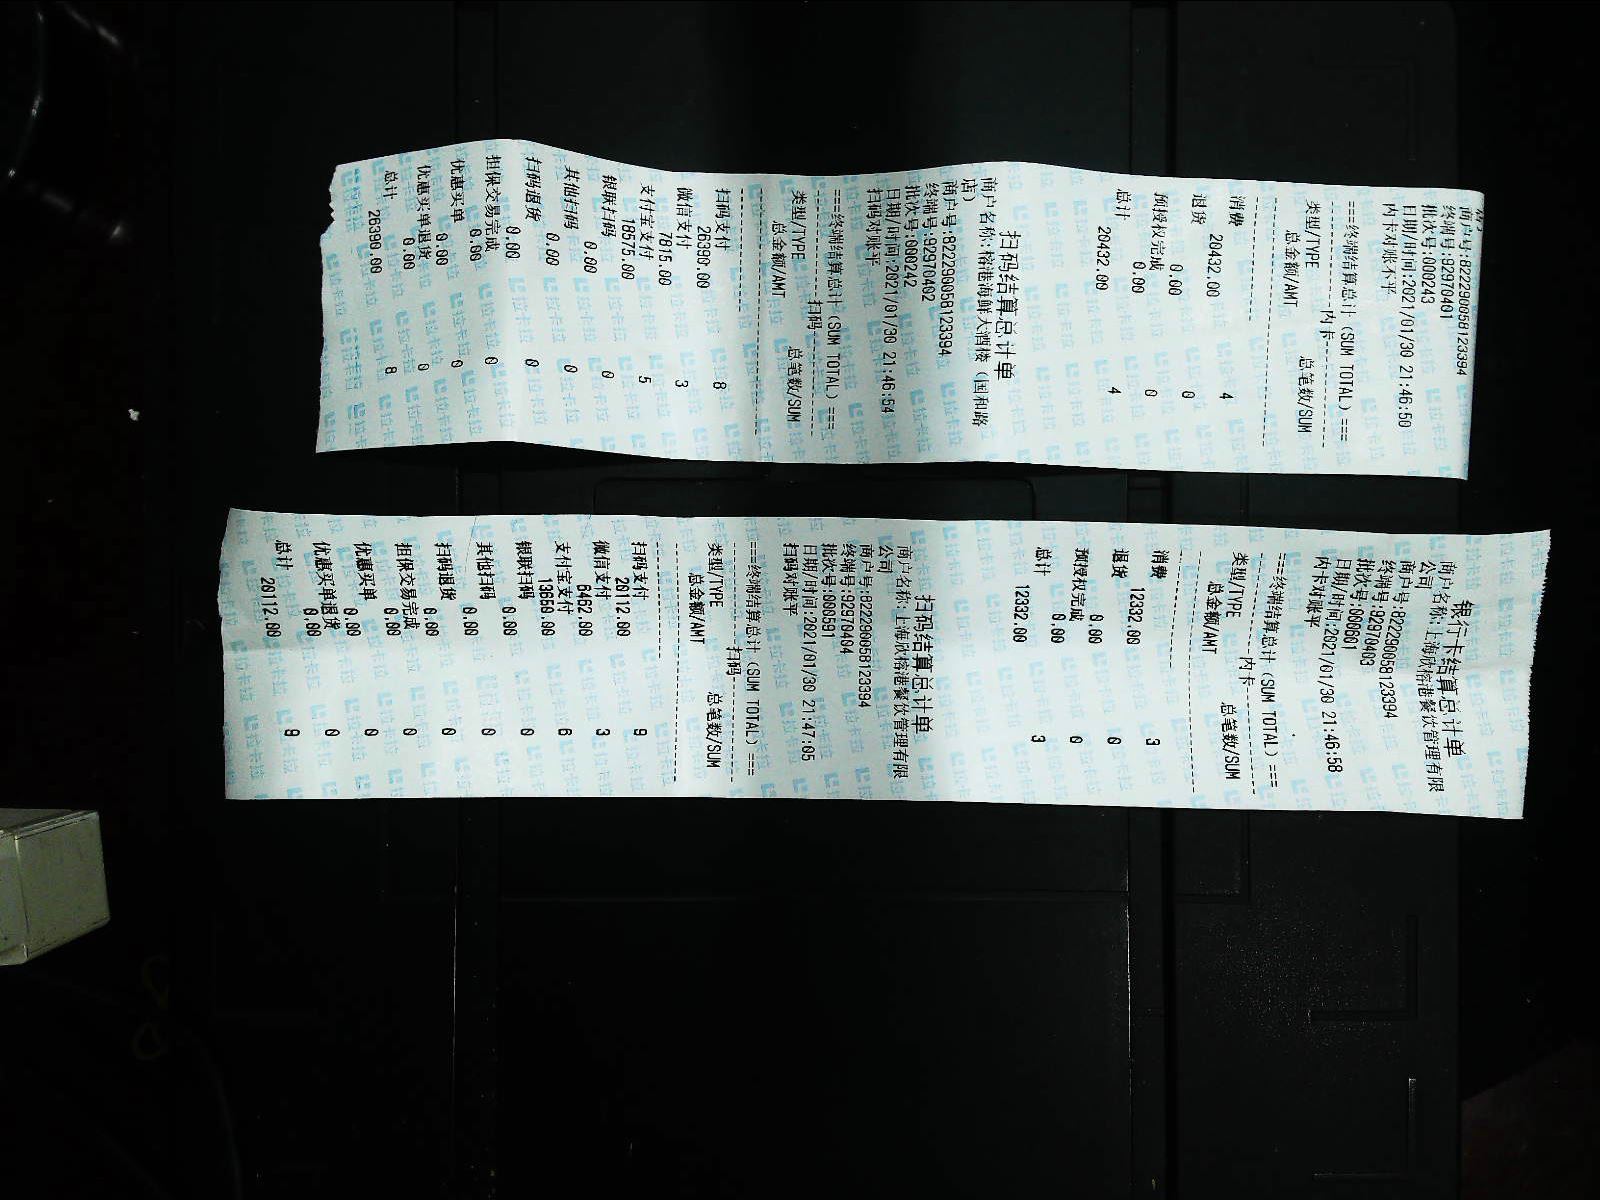 商户号:822290058123394
终端号:92970401
批次号:000243
日期/时间:2021/01/30 21:46:50
内卡对账不平
===终端结算总计（SUM TOTAL）===
内卡
类型/TYPE 总笔数/SUM
总金额/AMT
消费 4
20432.00
退货 0
0.00
预授权完成 0
0.00
总计 4
20432.00
扫码结算总计单
商户名称:榕港海鲜大酒楼（国和路
店）
商户号:822290058123394
终端号:92970402
批次号:000242
日期/时间:2021/01/30 21:46:54
扫码对账平
===终端结算总计（SUM TOTAL）===
扫码
类型/TYPE 总笔数/SUM
总金额/AMT
扫码支付 8
26390.00
微信支付 3
7815.00
支付宝支付 5
18575.00
银联扫码 0
0.00
其他扫码 0
0.00
扫码退货 0
0.00
担保交易完成 0
0.00
优惠买单 0
0.00
优惠买单退货 0
0.00
总计 8
26390.00
银行卡结算总计单
商户名称:上海欣榕港餐饮管理有限
公司
商户号:822290058123394
终端号:92970403
批次号:000601
日期/时间:2021/01/30 21:46:58
内卡对账平
===终端结算总计（SUM TOTAL）===
内卡
类型/TYPE 总笔数/SUM
总金额/AMT
消费 3
12332.00
退货 0
0.00
预授权完成 0
0.00
总计 3
12332.00
扫码结算总计单
商户名称:上海欣榕港餐饮管理有限
公司
商户号:822290058123394
终端号:92970404
批次号:000591
日期/时间:2021/01/30 21:47:05
扫码对账平
===终端结算总计（SUM TOTAL）===
扫码
类型/TYPE 总笔数/SUM
总金额/AMT
扫码支付 9
20112.00
微信支付 3
6462.00
支付宝支付 6
13650.00
银联扫码 0
0.00
其他扫码 0
0.00
扫码退货 0
0.00
担保交易完成 0
0.00
优惠买单 0
0.00
优惠买单退货 0
0.00
总计 9
20112.00